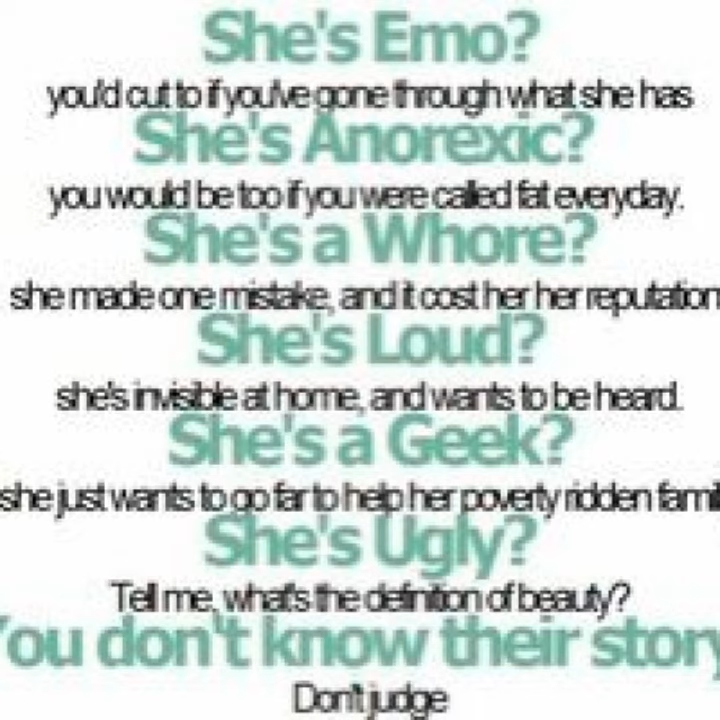 She's Emo?
you'd cut to if you've gone through what she has
She's Anorexic?
you would be too if you were called fat everyday.
She's a Whore?
she made one mistake, and it cost her her reputation
She's Loud?
she's invisible at home, and wants to be heard.
She's a Geek?
she just wants to go far to help her poverty ridden famil
She's Ugly?
Tell me, what's the definition of beauty?
You don't know their story
Don't judge